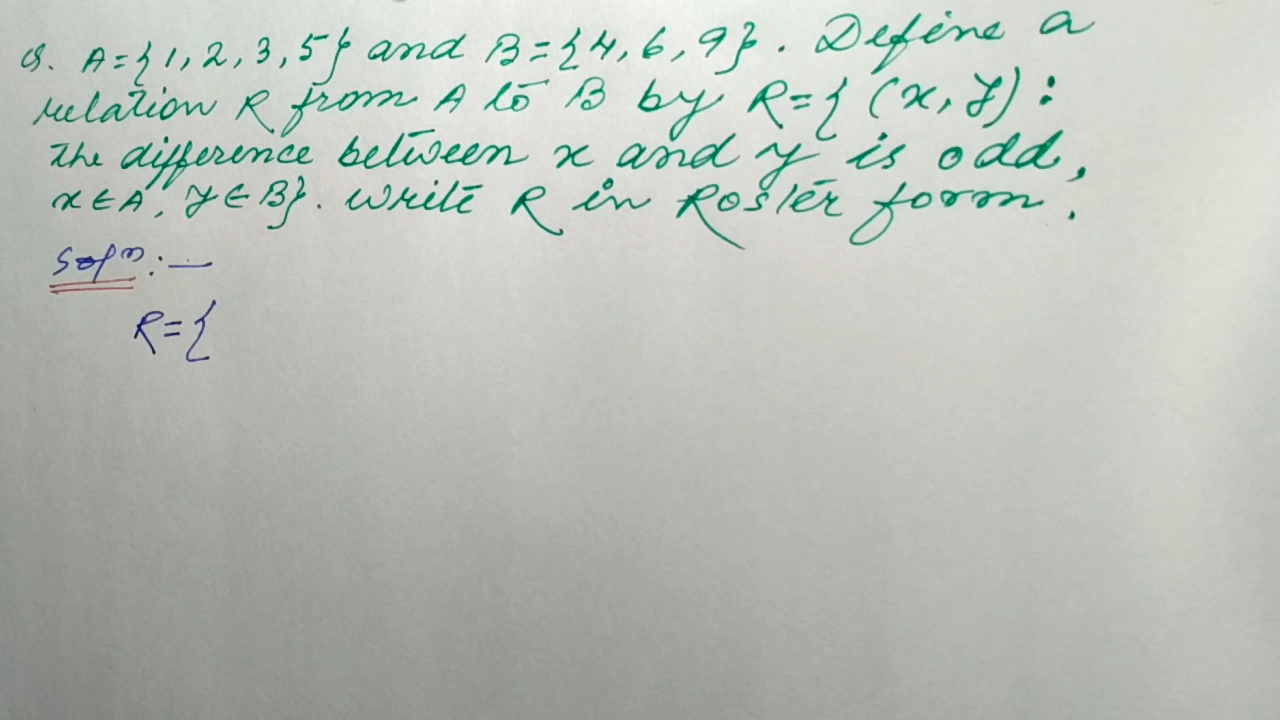 Q. A={1,2,3,5} and B={4,6,9}. Define a
relation R from A to B by R={(x,y):
The difference between x and y is odd,
x∈A, y∈B}. write R in Roster form.
Solⁿ:—
R={